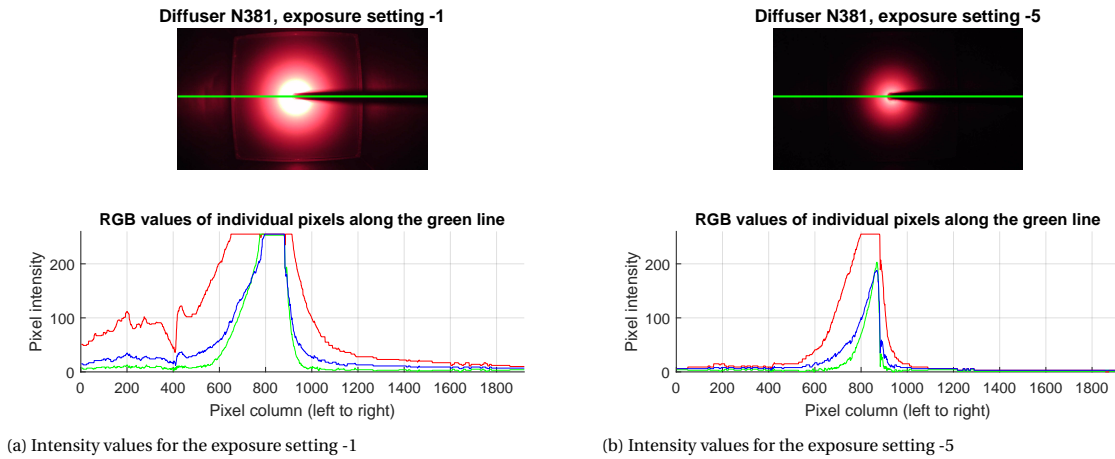 Diffuser N381, exposure setting -1
RGB values of individual pixels along the green line
Pixel intensity
200
100
0
0 200 400 600 800 1000 1200 1400 1600 1800
Pixel column (left to right)
(a) Intensity values for the exposure setting -1
Diffuser N381, exposure setting -5
RGB values of individual pixels along the green line
Pixel intensity
200
100
0
0 200 400 600 800 1000 1200 1400 1600 1800
Pixel column (left to right)
(b) Intensity values for the exposure setting -5